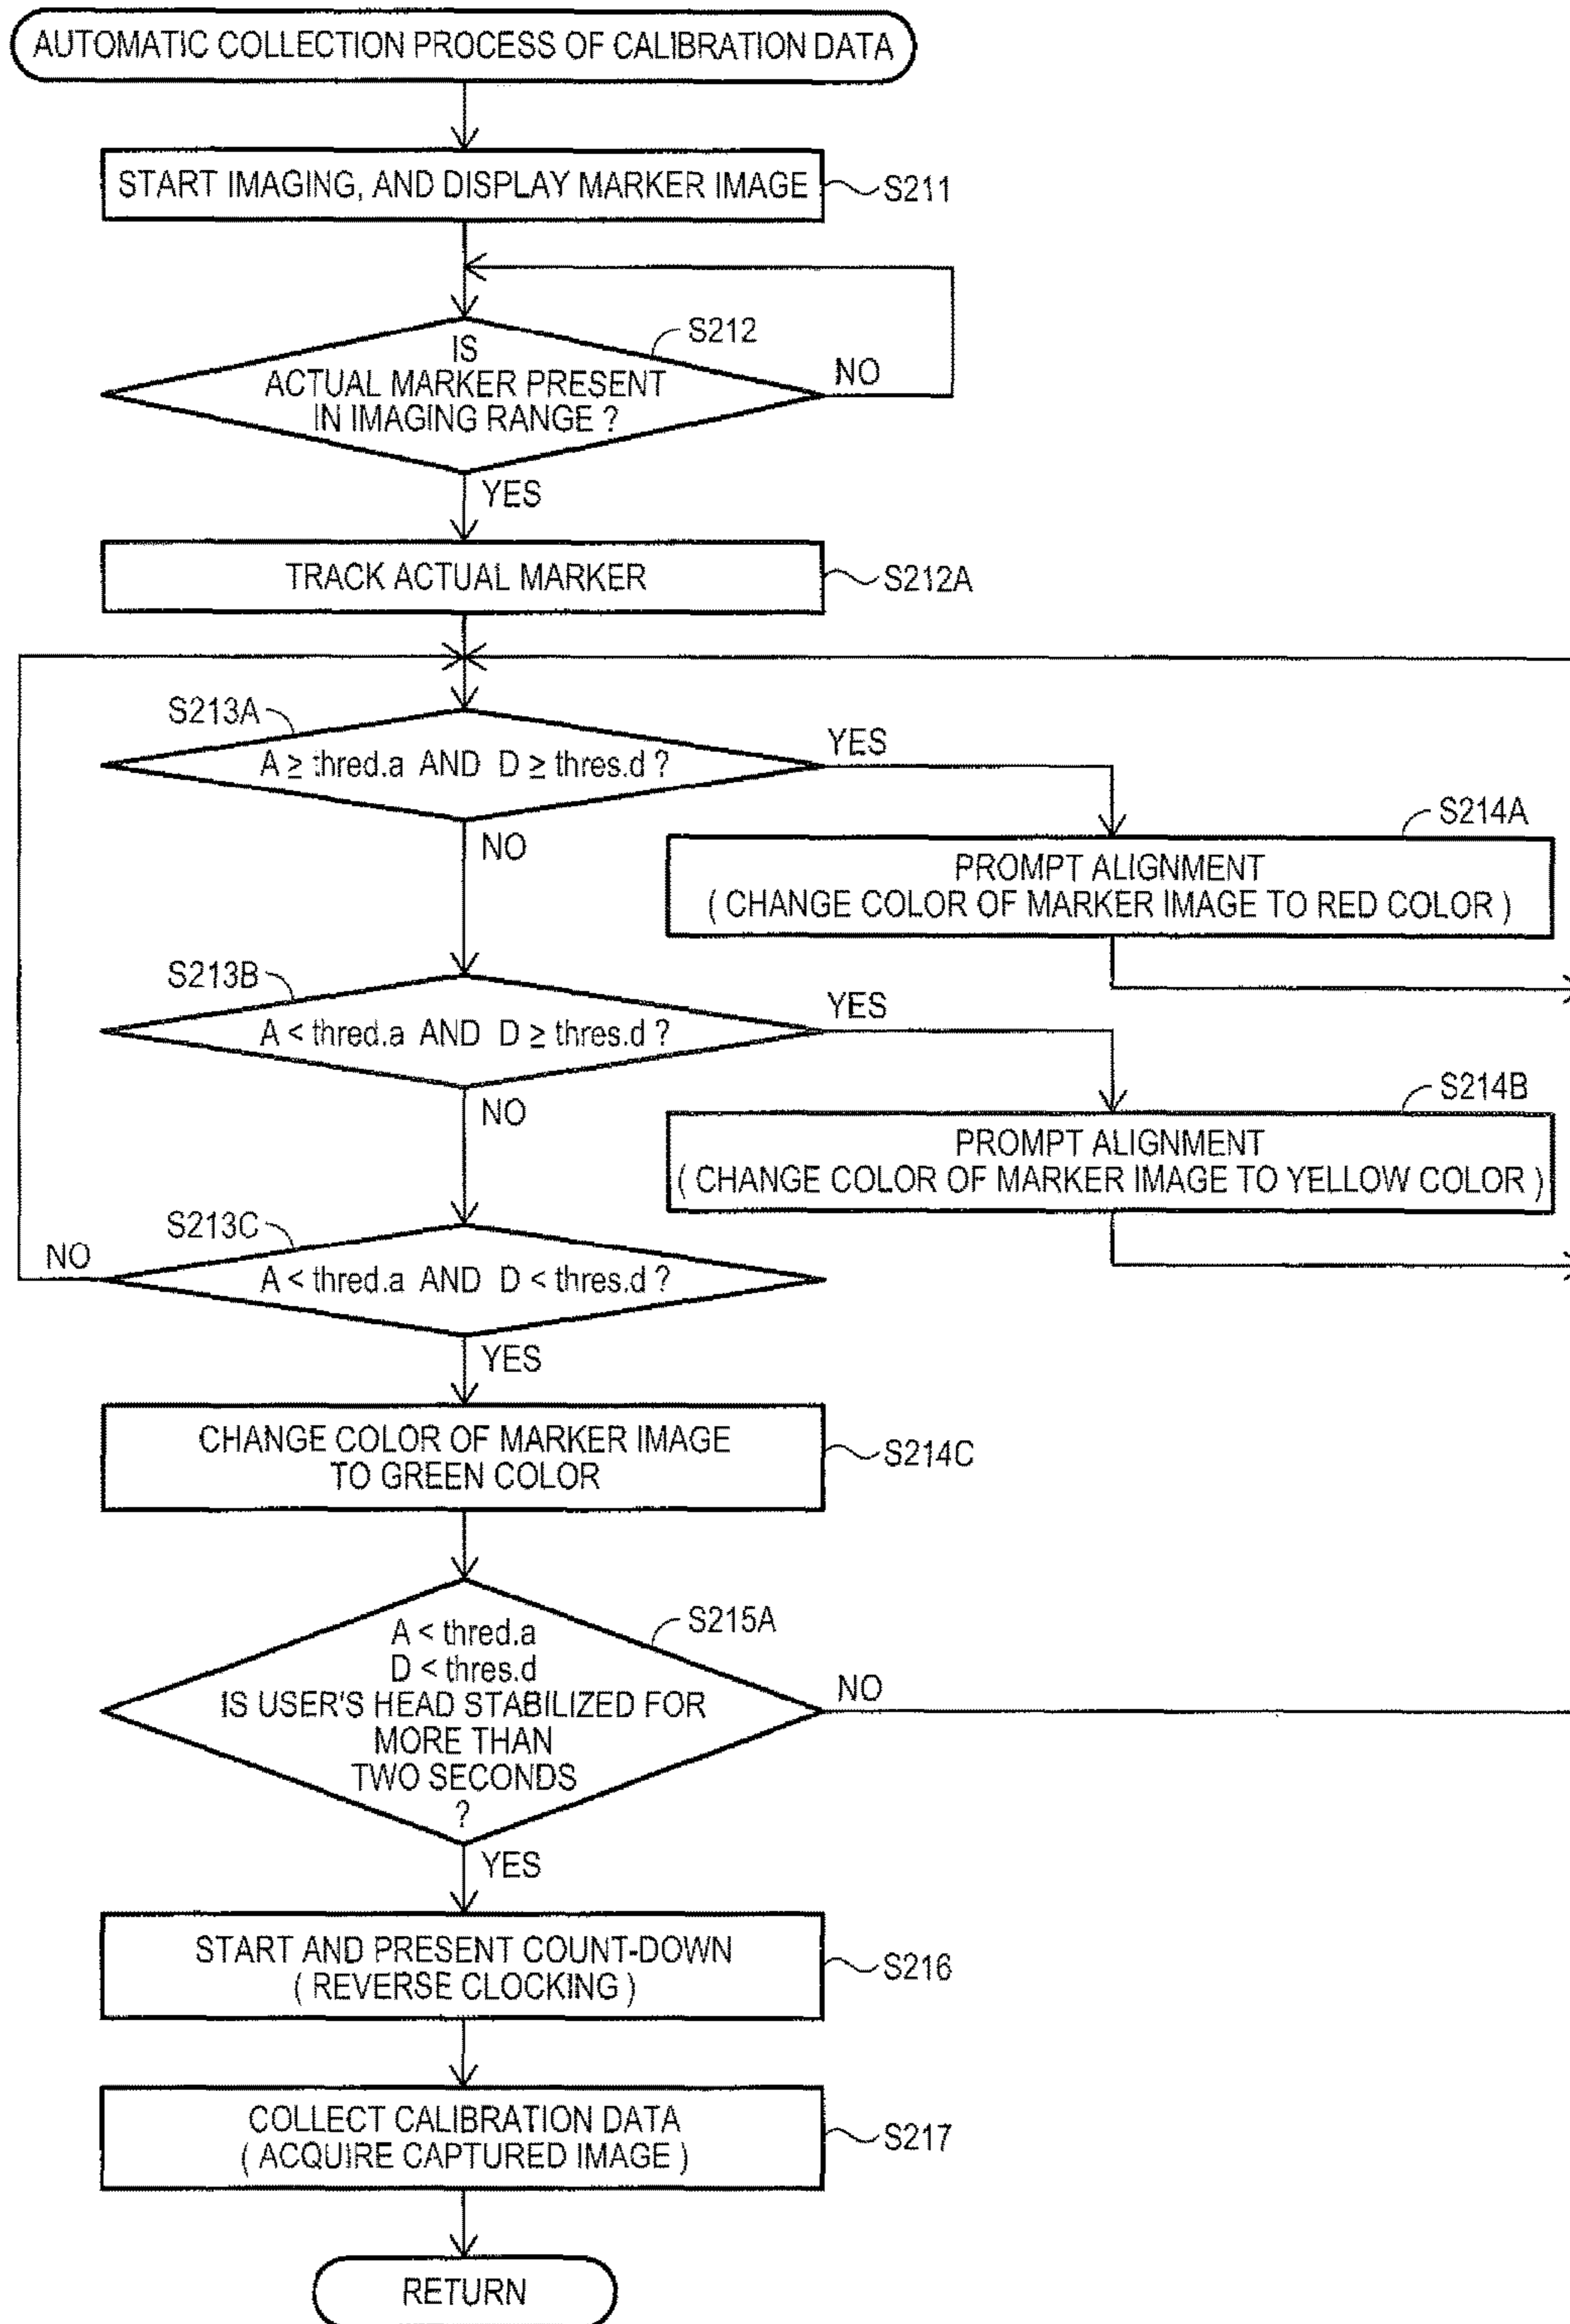 AUTOMATIC COLLECTION PROCESS OF CALIBRATION DATA
START IMAGING, AND DISPLAY MARKER IMAGE
S211
S212
IS
ACTUAL MARKER PRESENT
IN IMAGING RANGE ?
NO
YES
TRACK ACTUAL MARKER
S212A
S213A
A ≥ thred.a AND D ≥ thres.d ?
YES
NO
S214A
PROMPT ALIGNMENT
( CHANGE COLOR OF MARKER IMAGE TO RED COLOR )
S213B
A < thred.a AND D ≥ thres.d ?
YES
NO
S214B
PROMPT ALIGNMENT
( CHANGE COLOR OF MARKER IMAGE TO YELLOW COLOR )
S213C
NO
A < thred.a AND D < thres.d ?
YES
CHANGE COLOR OF MARKER IMAGE
TO GREEN COLOR
S214C
S215A
A < thred.a
D < thres.d
IS USER'S HEAD STABILIZED FOR
MORE THAN
TWO SECONDS
?
NO
YES
START AND PRESENT COUNT-DOWN
( REVERSE CLOCKING )
S216
COLLECT CALIBRATION DATA
( ACQUIRE CAPTURED IMAGE )
S217
RETURN